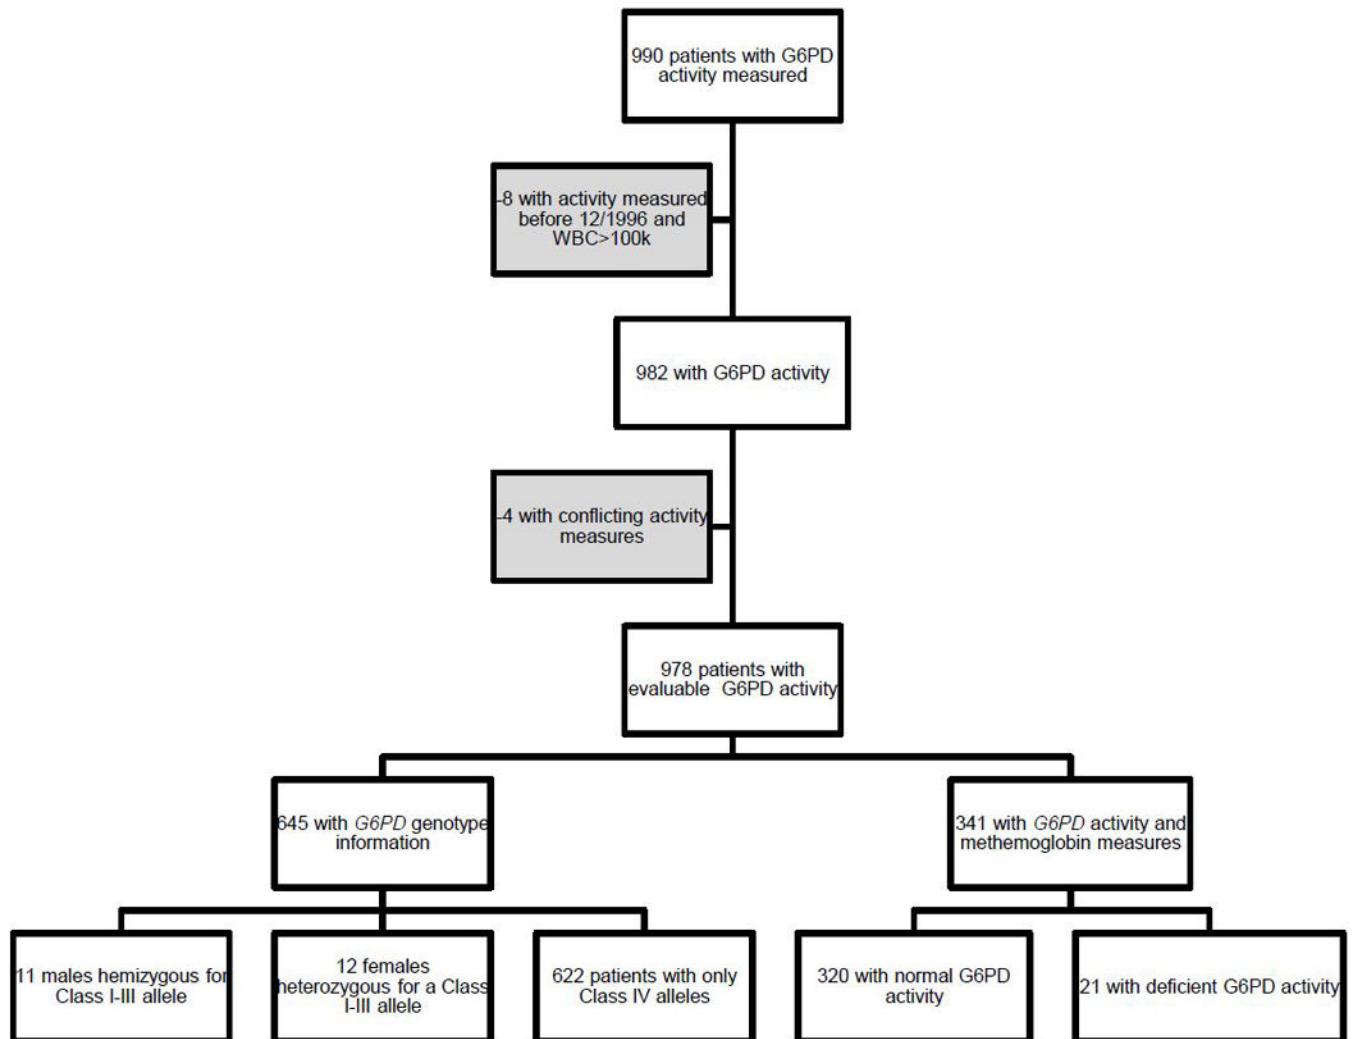 990 patients with G6PD
activity measured
-8 with activity measured
before 12/1996 and
WBC>100k
982 with G6PD activity
-4 with conflicting activity
measures
978 patients with
evaluable G6PD activity
645 with G6PD genotype
information
341 with G6PD activity and
methemoglobin measures
11 males hemizygous for
Class I-III allele
12 females
heterozygous for a Class
I-III allele
622 patients with only
Class IV alleles
320 with normal G6PD
activity
21 with deficient G6PD activity